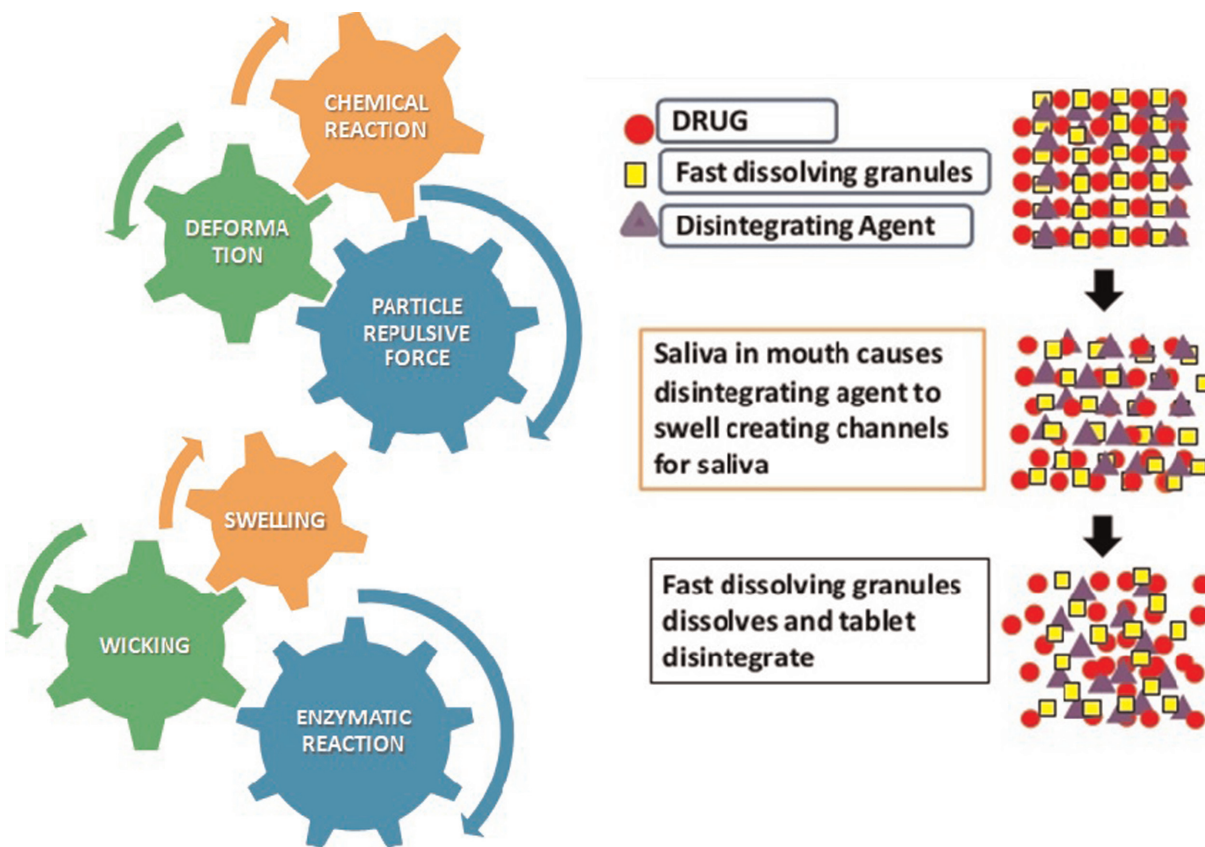 CHEMICAL
REACTION
DEFORMA
TION
PARTICLE
REPULSIVE
FORCE
SWELLING
WICKING
ENZYMATIC
REACTION
DRUG
Fast dissolving granules
Disintegrating Agent
Saliva in mouth causes
disintegrating agent to
swell creating channels
for saliva
Fast dissolving granules
dissolves and tablet
disintegrate